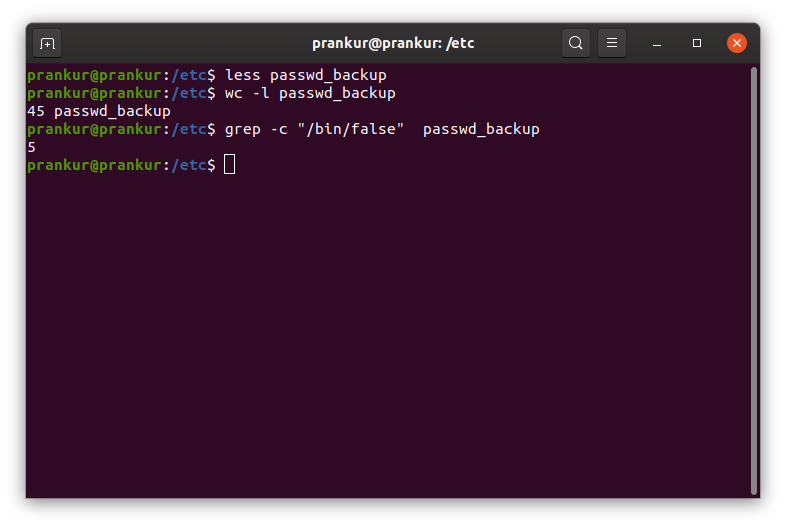 prankur@prankur: /etc
prankur@prankur:/etc$ less passwd_backup
prankur@prankur:/etc$ wc -l passwd_backup
45 passwd_backup
prankur@prankur:/etc$ grep -c "/bin/false"  passwd_backup
5
prankur@prankur:/etc$